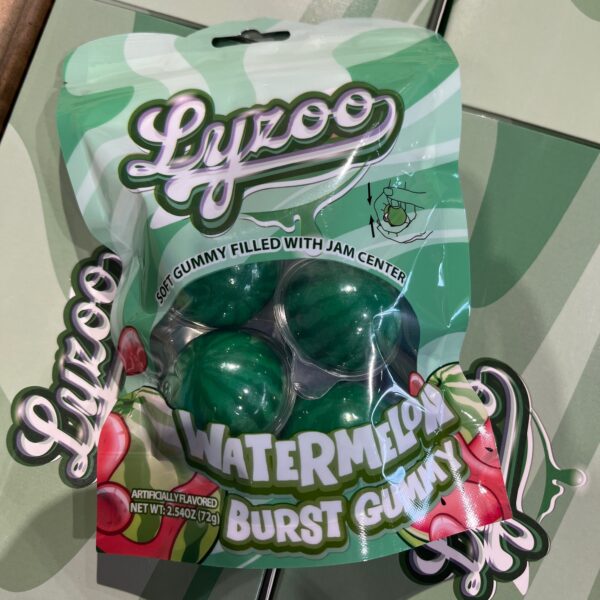 Lyzoo
SOFT GUMMY FILLED WITH JAM CENTER
Lyzoo
WATERMELON
BURST GUMMY
ARTIFICIALLY FLAVORED
NET WT: 2.54OZ (72g)